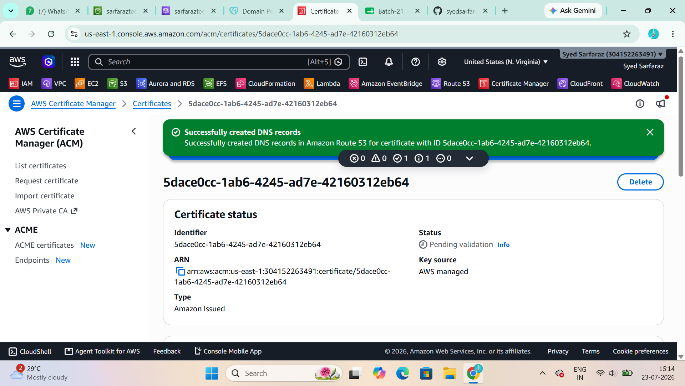 (7) Whats
sarfarazto
sarfarazto
Domain P
Certificate
Batch-21
sydsarfar
Ask Gemini
us-east-1.console.aws.amazon.com/acm/certificates/5dace0cc-1ab6-4245-ad7e-42160312eb64
aws
Search [Alt+S]
United States (N. Virginia)
Syed Sarfaraz (304152263491)
Syed Sarfaraz
IAM VPC EC2 S3 Aurora and RDS EFS CloudFormation Lambda Amazon EventBridge Route 53 Certificate Manager CloudFront CloudWatch
AWS Certificate Manager Certificates 5dace0cc-1ab6-4245-ad7e-42160312eb64
AWS Certificate
Manager (ACM)
List certificates
Request certificate
Import certificate
AWS Private CA
ACME
ACME certificates New
Endpoints New
Successfully created DNS records
Successfully created DNS records in Amazon Route 53 for certificate with ID 5dace0cc-1ab6-4245-ad7e-42160312eb64.
0 0 1 1 0
5dace0cc-1ab6-4245-ad7e-42160312eb64
Delete
Certificate status
Identifier
5dace0cc-1ab6-4245-ad7e-42160312eb64
ARN
arn:aws:acm:us-east-1:304152263491:certificate/5dace0cc-
1ab6-4245-ad7e-42160312eb64
Type
Amazon Issued
Status
Pending validation Info
Key source
AWS managed
CloudShell Agent Toolkit for AWS Feedback Console Mobile App
© 2026, Amazon Web Services, Inc. or its affiliates. Privacy Terms Cookie preferences
2
29°C
Mostly cloudy
Search
1
ENG
IN
15:14
23-07-2026